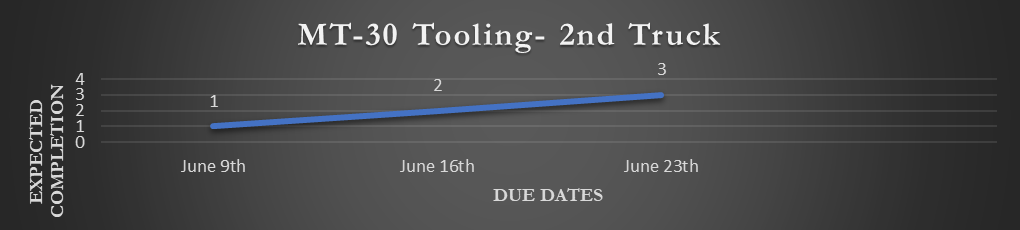 MT-30 Tooling- 2nd Truck
EXPECTED
COMPLETION
4
3
2
1
0
1
2
3
June 9th
June 16th
June 23th
DUE DATES